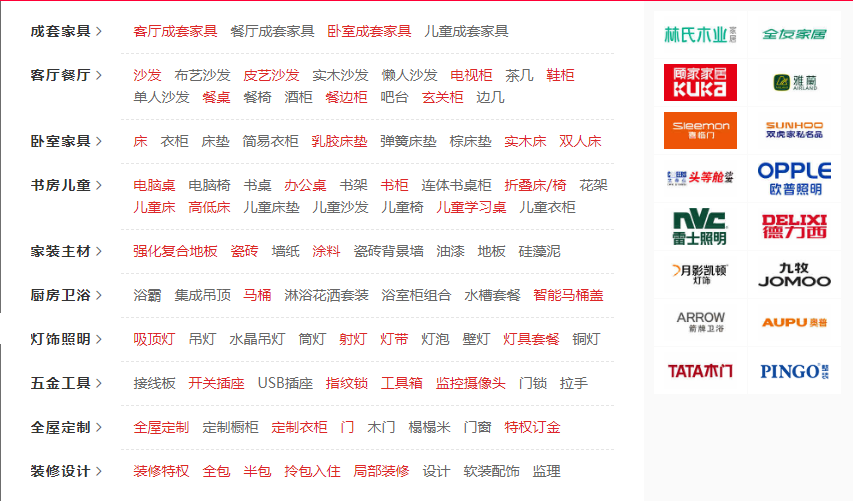 成套家具 > 客厅成套家具 餐厅成套家具 卧室成套家具 儿童成套家具
客厅餐厅 > 沙发 布艺沙发 皮艺沙发 实木沙发 懒人沙发 电视柜 茶几 鞋柜
单人沙发 餐桌 餐椅 酒柜 餐边柜 吧台 玄关柜 边几
卧室家具 > 床 衣柜 床垫 简易衣柜 乳胶床垫 弹簧床垫 棕床垫 实木床 双人床
书房儿童 > 电脑桌 电脑椅 书桌 办公桌 书架 书柜 连体书桌柜 折叠床/椅 花架
儿童床 高低床 儿童床垫 儿童沙发 儿童椅 儿童学习桌 儿童衣柜
家装主材 > 强化复合地板 瓷砖 墙纸 涂料 瓷砖背景墙 油漆 地板 硅藻泥
厨房卫浴 > 浴霸 集成吊顶 马桶 淋浴花洒套装 浴室柜组合 水槽套餐 智能马桶盖
灯饰照明 > 吸顶灯 吊灯 水晶吊灯 筒灯 射灯 灯带 灯泡 壁灯 灯具套餐 铜灯
五金工具 > 接线板 开关插座 USB插座 指纹锁 工具箱 监控摄像头 门锁 拉手
全屋定制 > 全屋定制 定制橱柜 定制衣柜 门 木门 榻榻米 门窗 特权订金
装修设计 > 装修特权 全包 半包 拎包入住 局部装修 设计 软装配饰 监理
林氏木业 家居
全友家居
顾家家居
KUKA
雅兰
AIRLAND
Sleemon
喜临门
SUNHOO
双虎家私名品
头等舱
OPPLE
欧普照明
NVC
雷士照明
DELIXI
德力西
月影凯顿
灯饰
九牧
JOMOO
ARROW
箭牌卫浴
AUPU 奥普
TATA木门
PINGO